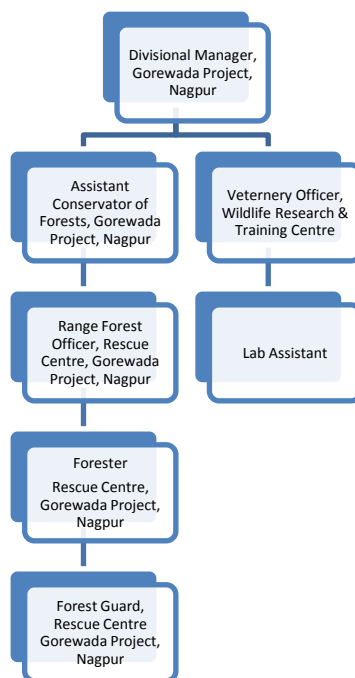 Divisional Manager,
Gorewada Project,
Nagpur
Assistant
Conservator of
Forests, Gorewada
Project, Nagpur
Veternery Officer,
Wildlife Research &
Training Centre
Range Forest
Officer, Rescue
Centre, Gorewada
Project, Nagpur
Lab Assistant
Forester
Rescue Centre,
Gorewada Project,
Nagpur
Forest Guard,
Rescue Centre
Gorewada Project,
Nagpur